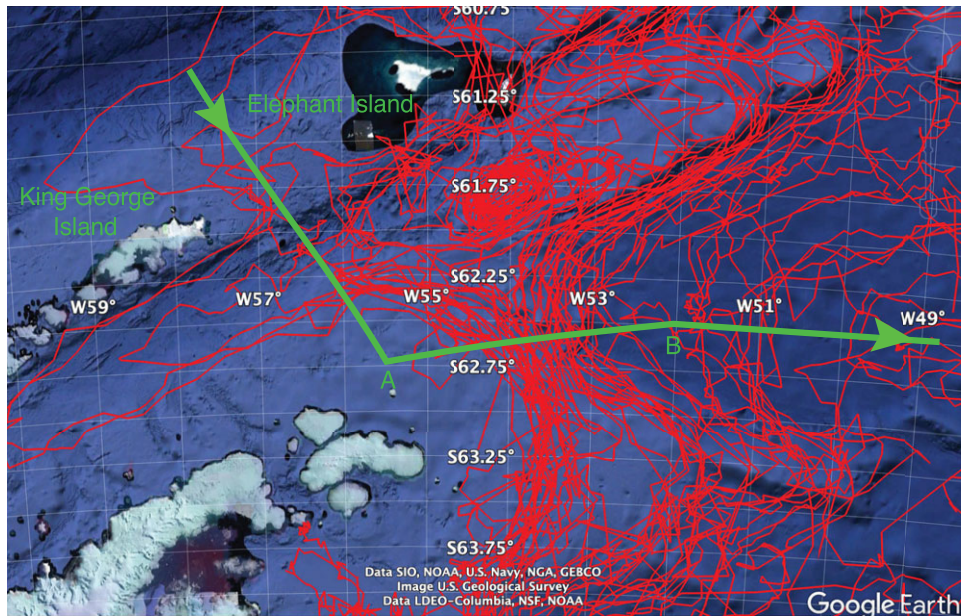 S60.75
S61.25°
Elephant Island
S61.75°
King George
Island
S62.25°
W59°
W57°
W55°
W53°
W51°
W49°
A
B
S62.75°
S63.25°
S63.75°
Data SIO, NOAA, U.S. Navy, NGA, GEBCO
Image U.S. Geological Survey
Data LDEO-Columbia, NSF, NOAA
Google Earth